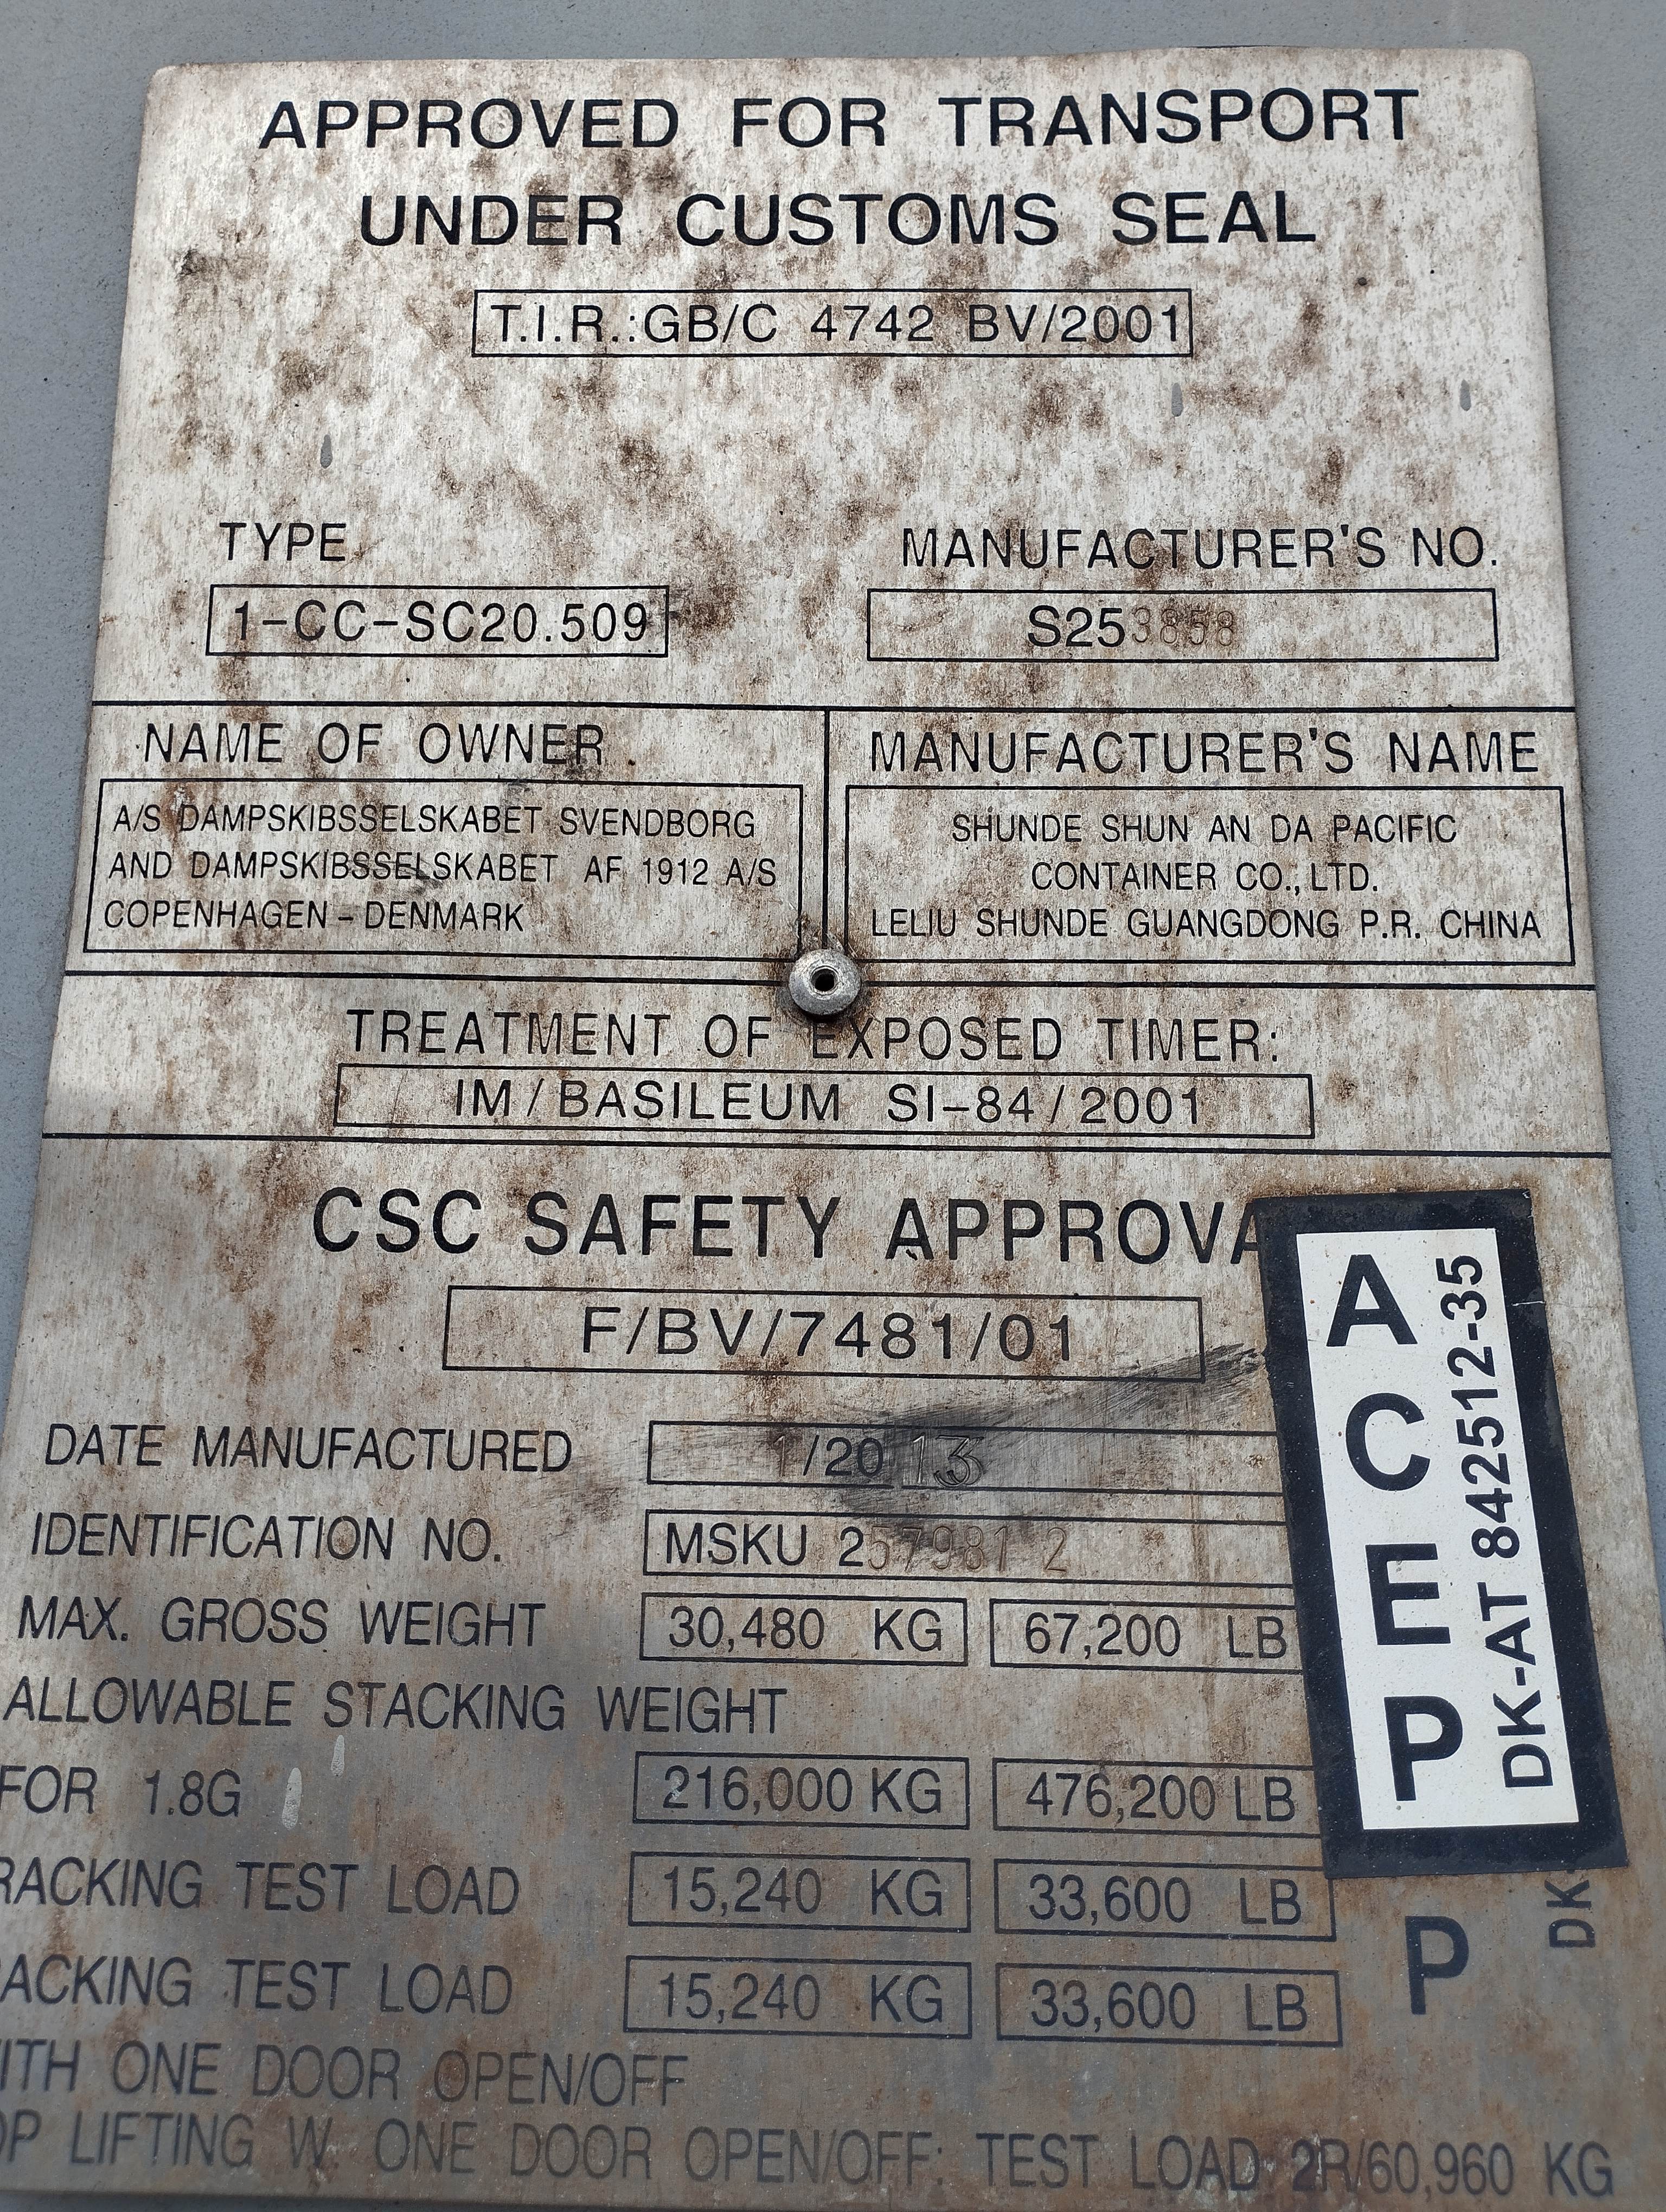 APPROVED FOR TRANSPORT
UNDER CUSTOMS SEAL
T.I.R.:GB/C 4742 BV/2001
TYPE
1-CC-SC20.509
MANUFACTURER'S NO.
S253858
NAME OF OWNER
A/S DAMPSKIBSSELSKABET SVENDBORG
AND DAMPSKIBSSELSKABET AF 1912 A/S
COPENHAGEN - DENMARK
MANUFACTURER'S NAME
SHUNDE SHUN AN DA PACIFIC
CONTAINER CO., LTD.
LELIU SHUNDE GUANGDONG P.R. CHINA
TREATMENT OF EXPOSED TIMER:
IM / BASILEUM SI-84 / 2001
CSC SAFETY APPROVA
F/BV/7481/01
DATE MANUFACTURED 1/2013
IDENTIFICATION NO. MSKU 257981 2
MAX. GROSS WEIGHT 30,480 KG 67,200 LB
ALLOWABLE STACKING WEIGHT
FOR 1.8G 216,000 KG 476,200 LB
RACKING TEST LOAD 15,240 KG 33,600 LB
ACKING TEST LOAD 15,240 KG 33,600 LB
ITH ONE DOOR OPEN/OFF
OP LIFTING W. ONE DOOR OPEN/OFF: TEST LOAD 2R/60,960 KG
ACEP
DK-AT 842512-35
P
DK